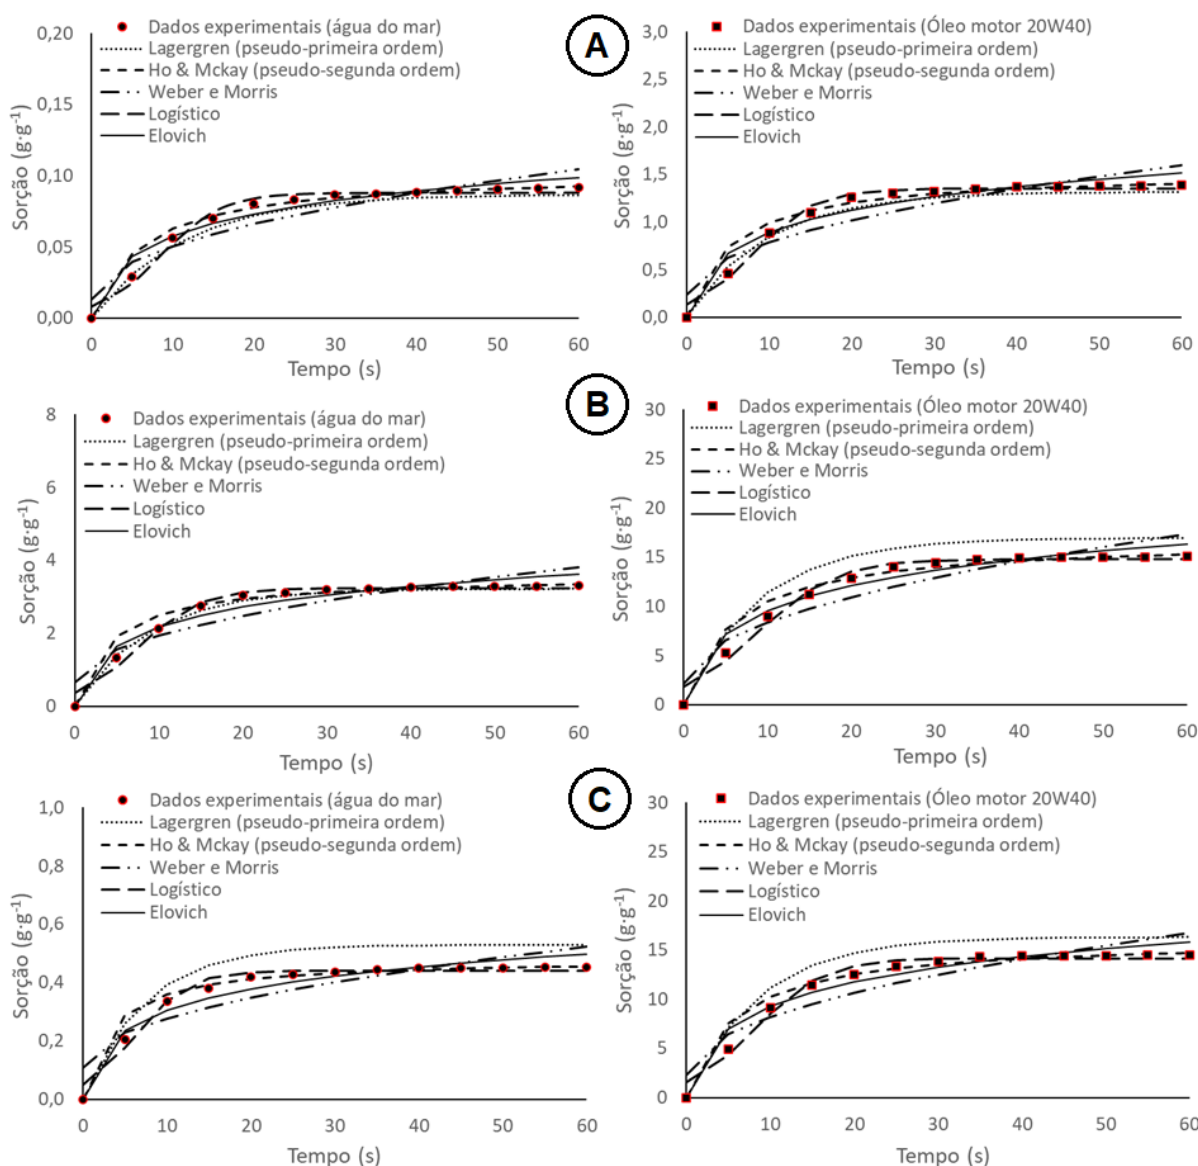 A
0,20
0,15
0,10
0,05
0,00
Sorção (g·g⁻¹)
Dados experimentais (água do mar)
Lagergren (pseudo-primeira ordem)
Ho & Mckay (pseudo-segunda ordem)
Weber e Morris
Logístico
Elovich
0 10 20 30 40 50 60
Tempo (s)
3,0
2,5
2,0
1,5
1,0
0,5
0,0
Sorção (g·g⁻¹)
Dados experimentais (Óleo motor 20W40)
Lagergren (pseudo-primeira ordem)
Ho & Mckay (pseudo-segunda ordem)
Weber e Morris
Logístico
Elovich
0 10 20 30 40 50 60
Tempo (s)
B
8
6
4
2
0
Sorção (g·g⁻¹)
Dados experimentais (água do mar)
Lagergren (pseudo-primeira ordem)
Ho & Mckay (pseudo-segunda ordem)
Weber e Morris
Logístico
Elovich
0 10 20 30 40 50 60
Tempo (s)
30
25
20
15
10
5
0
Sorção (g·g⁻¹)
Dados experimentais (Óleo motor 20W40)
Lagergren (pseudo-primeira ordem)
Ho & Mckay (pseudo-segunda ordem)
Weber e Morris
Logístico
Elovich
0 10 20 30 40 50 60
Tempo (s)
C
1,0
0,8
0,6
0,4
0,2
0,0
Sorção (g·g⁻¹)
Dados experimentais (água do mar)
Lagergren (pseudo-primeira ordem)
Ho & Mckay (pseudo-segunda ordem)
Weber e Morris
Logístico
Elovich
0 10 20 30 40 50 60
Tempo (s)
30
25
20
15
10
5
0
Sorção (g·g⁻¹)
Dados experimentais (Óleo motor 20W40)
Lagergren (pseudo-primeira ordem)
Ho & Mckay (pseudo-segunda ordem)
Weber e Morris
Logístico
Elovich
0 10 20 30 40 50 60
Tempo (s)